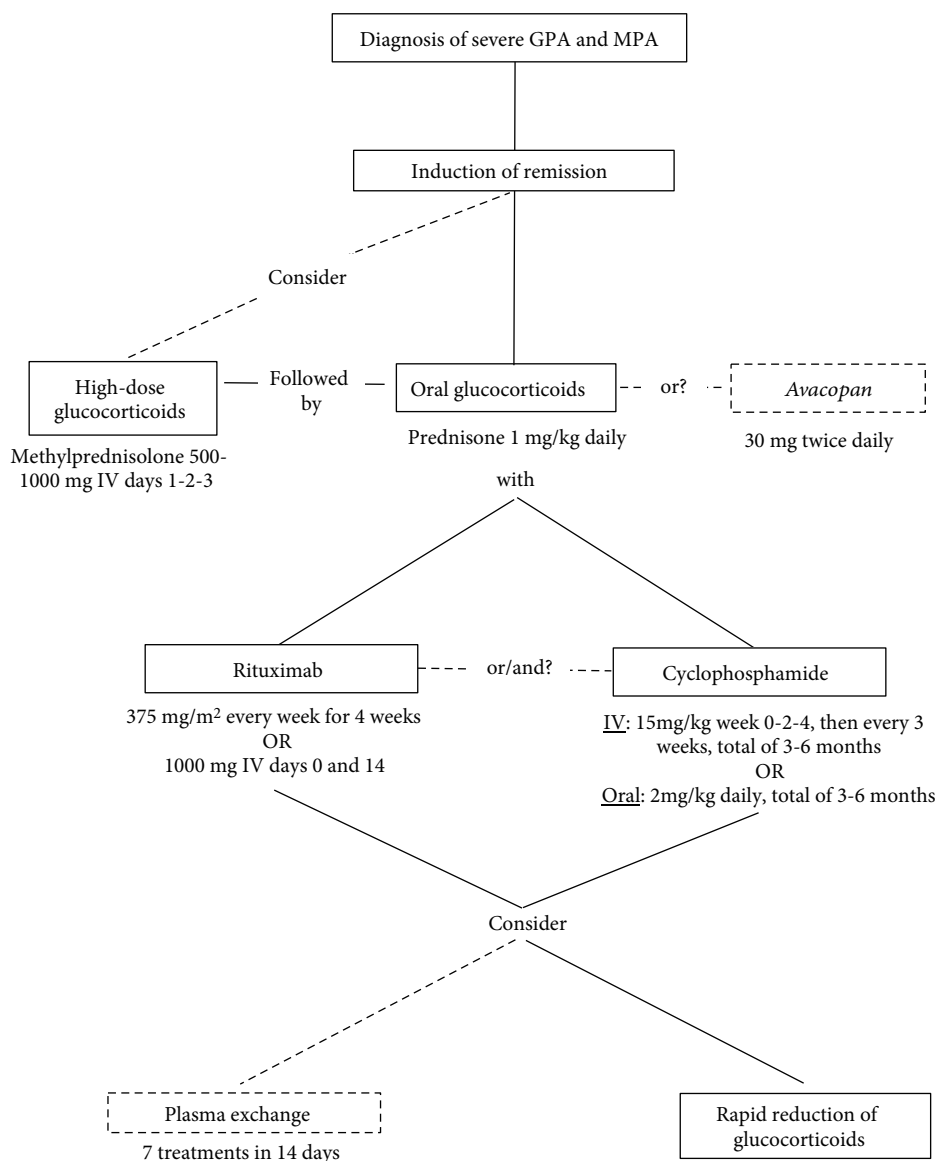 Diagnosis of severe GPA and MPA
Induction of remission
Consider
High-dose
glucocorticoids
Followed
by
Oral glucocorticoids
or?
Avacopan
Methylprednisolone 500-
1000 mg IV days 1-2-3
Prednisone 1 mg/kg daily
30 mg twice daily
with
Rituximab
or/and?
Cyclophosphamide
375 mg/m² every week for 4 weeks
OR
1000 mg IV days 0 and 14
IV: 15mg/kg week 0-2-4, then every 3
weeks, total of 3-6 months
OR
Oral: 2mg/kg daily, total of 3-6 months
Consider
Plasma exchange
7 treatments in 14 days
Rapid reduction of
glucocorticoids